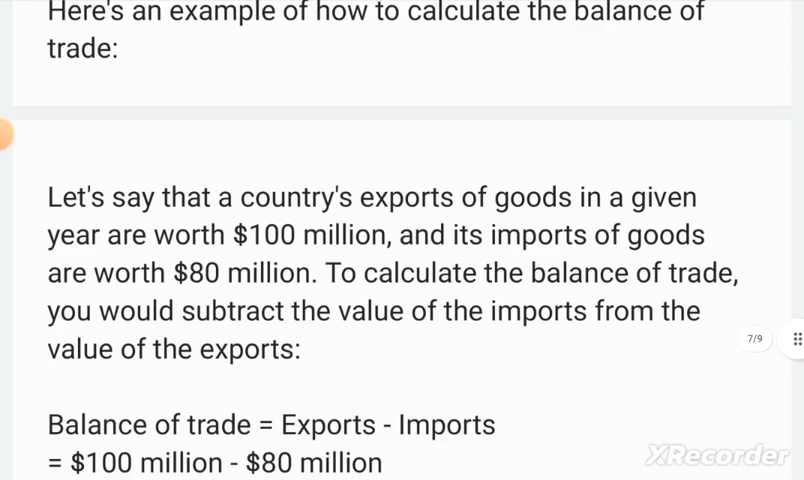 Here's an example of how to calculate the balance of
trade:
Let's say that a country's exports of goods in a given
year are worth $100 million, and its imports of goods
are worth $80 million. To calculate the balance of trade,
you would subtract the value of the imports from the
value of the exports:
7/9
Balance of trade = Exports - Imports
= $100 million - $80 million
XRecorder